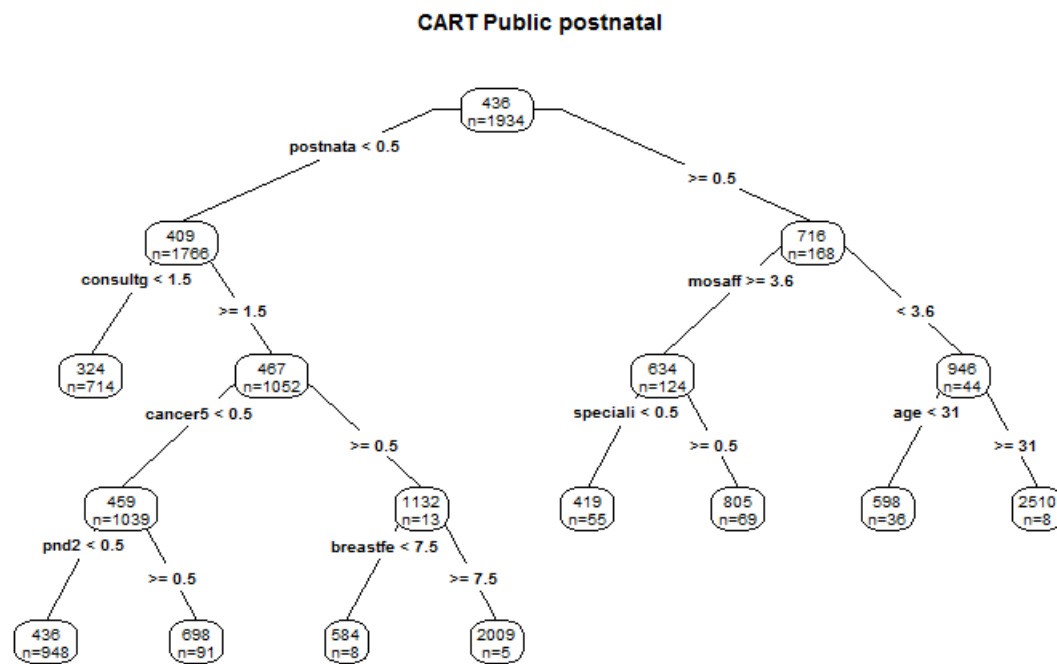 CART Public postnatal
436
n=1934
postnata < 0.5
>= 0.5
409
n=1766
716
n=168
consultg < 1.5
>= 1.5
mosaff >= 3.6
< 3.6
324
n=714
467
n=1052
634
n=124
946
n=44
cancer5 < 0.5
>= 0.5
speciali < 0.5
>= 0.5
age < 31
>= 31
459
n=1039
1132
n=13
419
n=55
805
n=69
598
n=36
2510
n=8
pnd2 < 0.5
>= 0.5
breastfe < 7.5
>= 7.5
436
n=948
698
n=91
584
n=8
2009
n=5